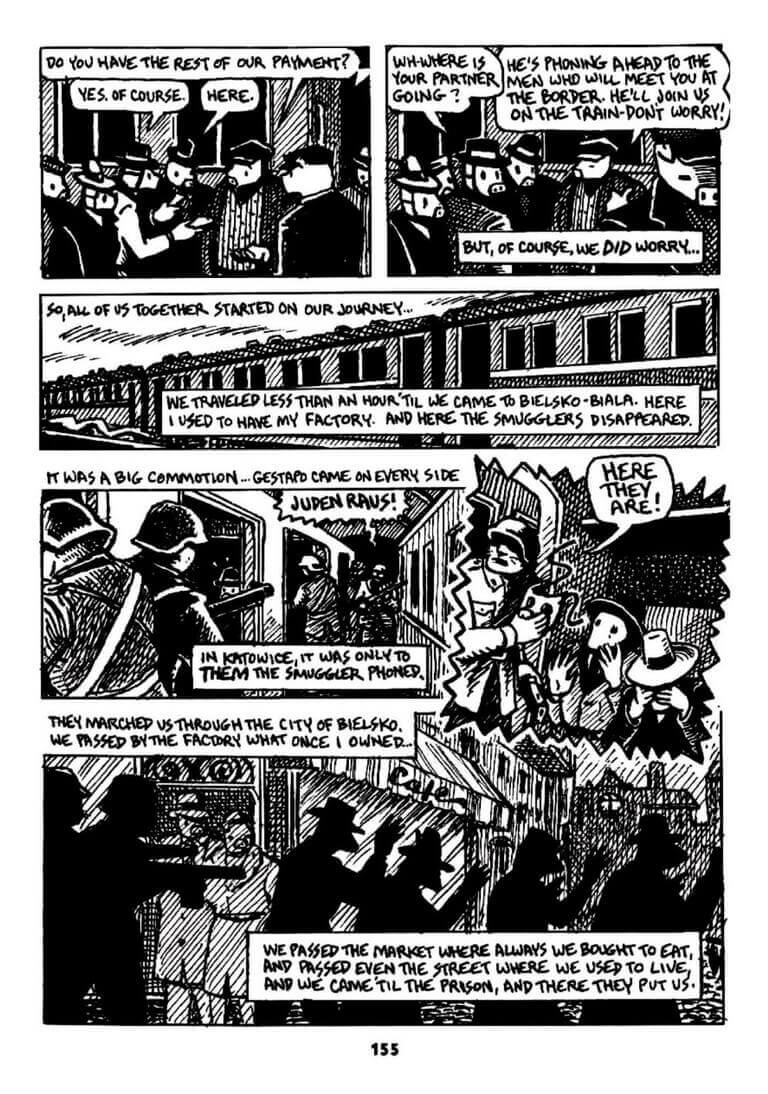 DO YOU HAVE THE REST OF OUR PAYMENT?
YES. OF COURSE.
HERE.
WH-WHERE IS
YOUR PARTNER
GOING?
HE'S PHONING AHEAD TO THE
MEN WHO WILL MEET YOU AT
THE BORDER. HE'LL JOIN US
ON THE TRAIN-DON'T WORRY!
BUT, OF COURSE, WE DID WORRY...
SO, ALL OF US TOGETHER STARTED ON OUR JOURNEY...
WE TRAVELED LESS THAN AN HOUR 'TIL WE CAME TO BIELSKO-BIALA. HERE
I USED TO HAVE MY FACTORY. AND HERE THE SMUGGLERS DISAPPEARED.
IT WAS A BIG COMMOTION... GESTAPO CAME ON EVERY SIDE
JUDEN RAUS!
HERE
THEY
ARE!
IN KATOWICE, IT WAS ONLY TO
THEM THE SMUGGLER PHONED.
THEY MARCHED US THROUGH THE CITY OF BIELSKO.
WE PASSED BY THE FACTORY WHAT ONCE I OWNED...
Cafe
WE PASSED THE MARKET WHERE ALWAYS WE BOUGHT TO EAT,
AND PASSED EVEN THE STREET WHERE WE USED TO LIVE,
AND WE CAME 'TIL THE PRISON, AND THERE THEY PUT US.
155